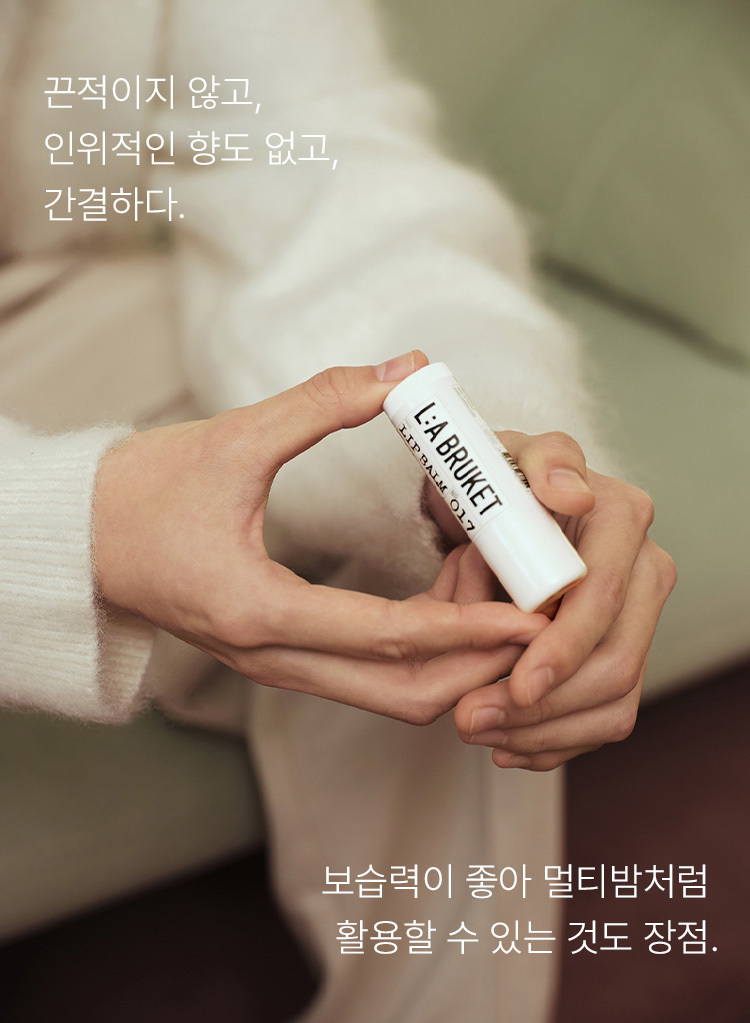 끈적이지 않고,
인위적인 향도 없고,
간결하다.
L:A BRUKET
LIP BALM 017
보습력이 좋아 멀티밤처럼
활용할 수 있는 것도 장점.